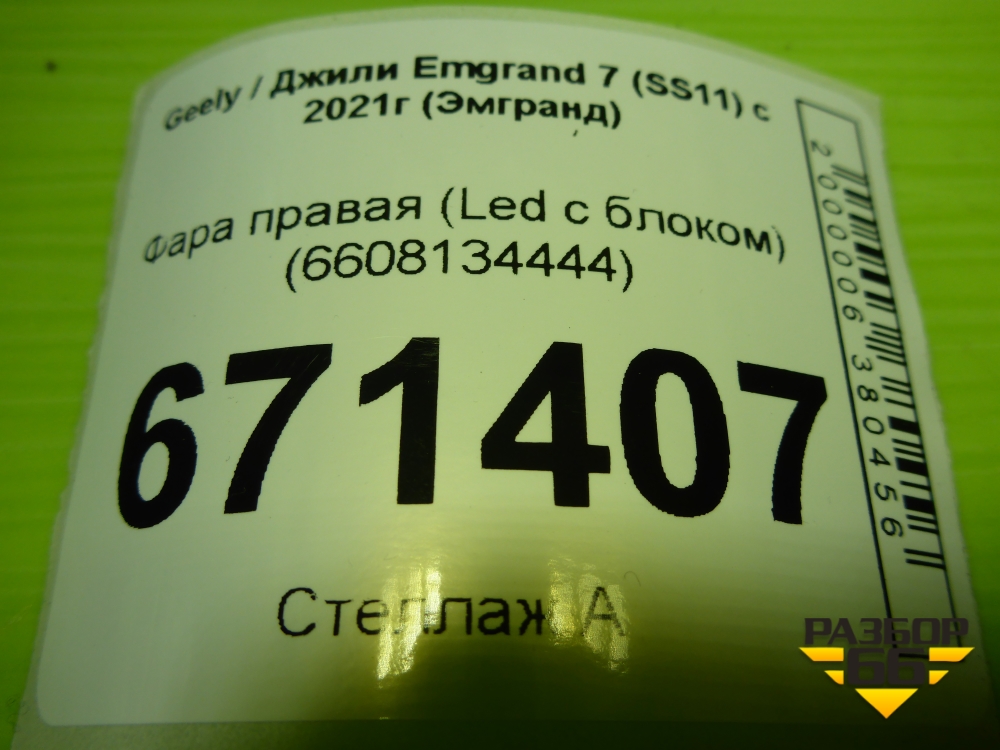 Geely / Джили Emgrand 7 (SS11) с
2021г (Эмгранд)
Фара правая (Led с блоком)
(6608134444)
671407
Стеллаж А
2000006380456
РАЗБОР
66